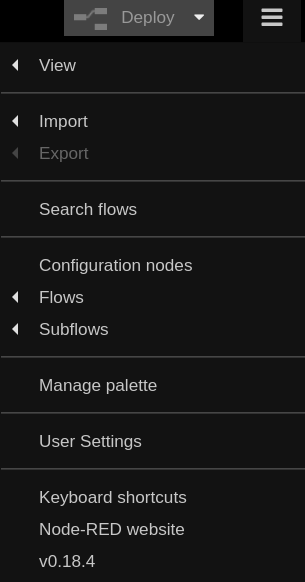 Deploy
View
Import
Export
Search flows
Configuration nodes
Flows
Subflows
Manage palette
User Settings
Keyboard shortcuts
Node-RED website
v0.18.4